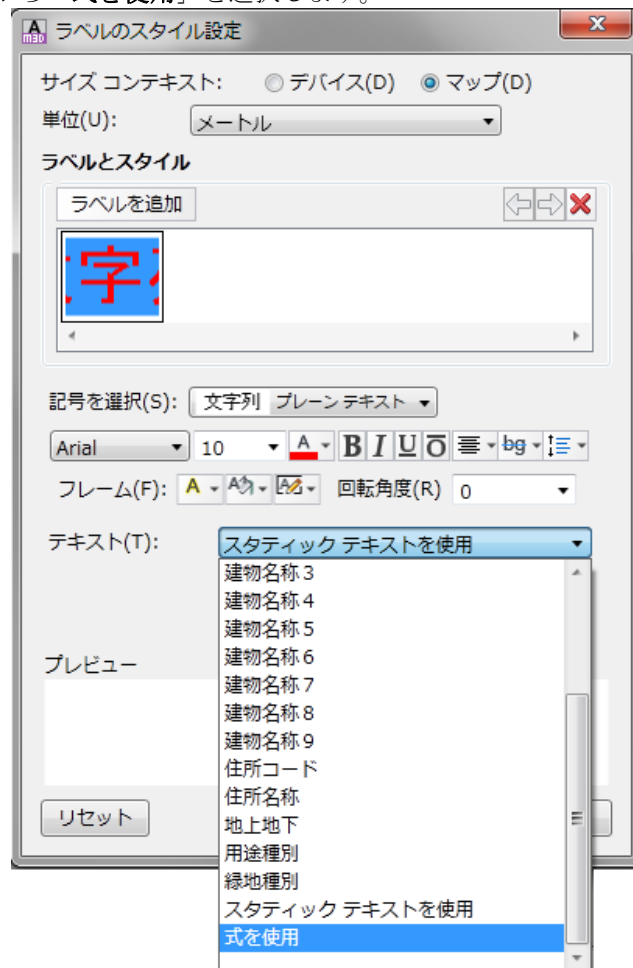 式を使用」を選択します。
A M3D ラベルのスタイル設定
サイズ コンテキスト: デバイス(D) マップ(D)
単位(U): メートル
ラベルとスタイル
ラベルを追加
字
記号を選択(S): 文字列 プレーン テキスト
Arial 10 A B I U O bg
フレーム(F): A 回転角度(R) 0
テキスト(T): スタティック テキストを使用
建物名称3
建物名称4
建物名称5
建物名称6
プレビュー
建物名称7
建物名称8
建物名称9
住所コード
住所名称
リセット
地上地下
用途種別
緑地種別
スタティック テキストを使用
式を使用